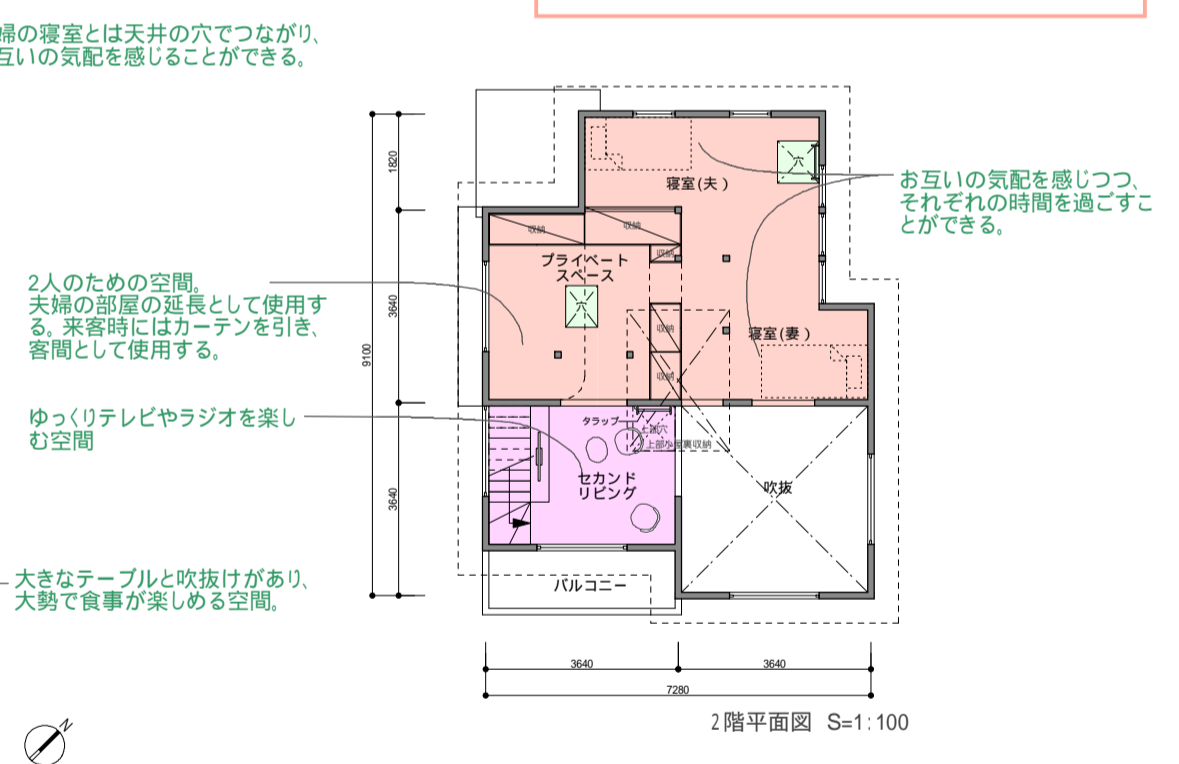 婦の寝室とは天井の穴でつながり、
互いの気配を感じることができる。
お互いの気配を感じつつ、
それぞれの時間を過ごすこ
とができる。
2人のための空間。
夫婦の部屋の延長として使用す
る。来客時にはカーテンを引き、
客間として使用する。
ゆっくりテレビやラジオを楽し
む空間
大きなテーブルと吹抜けがあり、
大勢で食事が楽しめる空間。
1820
3640
9100
3640
寝室(夫)
穴
収納
収納
収納
プライベート
スペース
穴
収納
寝室(妻)
収納
タラップ
上部小屋裏収納
セカンド
リビング
吹抜
バルコニー
3640
3640
7280
2階平面図 S=1:100
N